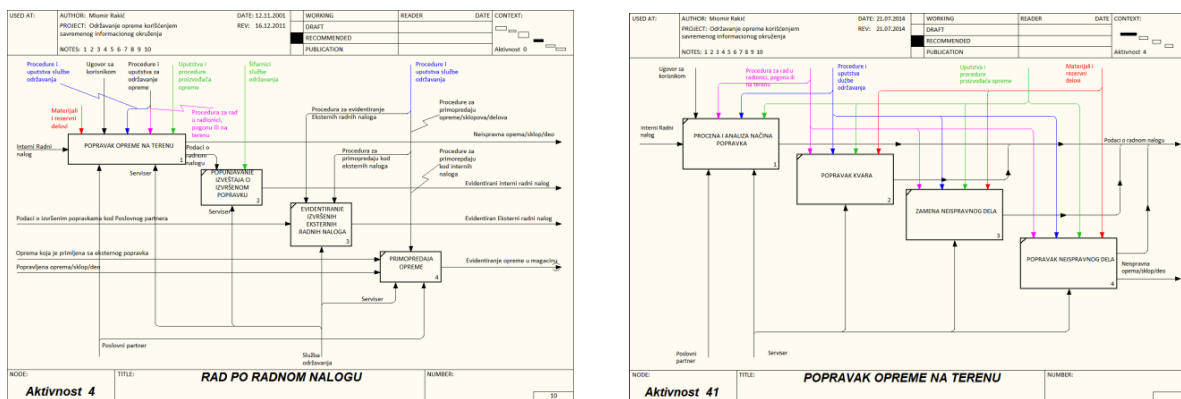 USED AT:
AUTHOR: Miomir Rakić
DATE: 12.11.2001
WORKING
READER
DATE
CONTEXT:
PROJECT: Održavanje opreme korišćenjem
savremenog informacionog okruženja
REV: 16.12.2011
DRAFT
RECOMMENDED
NOTES: 1 2 3 4 5 6 7 8 9 10
PUBLICATION
Aktivnost 0
Procedure i
uputstva službe
održavanja
Ugovor sa
korisnikom
Procedure i
uputstva za
održavanje
opreme
Uputstva i
procedure
proizvođača
opreme
Šifarnici
službe
održavanja
Procedure i
uputstva službe
održavanja
Materijali
i rezervni
delovi
Procedura za rad
u radionici,
pogonu ili na
terenu
Procedura za evidentiranje
Eksternih radnih naloga
Procedure za
primopredaju
opreme/sklopova/delova
Neispravna opema/sklop/deo
Interni Radni
nalog
POPRAVAK OPREME NA TERENU
1
Podaci o
radnom
nalogu
Serviser
Procedura za
primopredaju kod
eksternih naloga
Procedure za
primopredaju
kod internih
naloga
POPUNJAVANJE
IZVEŠTAJA O
IZVRŠENOM
POPRAVKU
2
Evidentirani interni radni nalog
Serviser
Podaci o izvršenim popravkama kod Poslovnog partnera
EVIDENTIRANJE
IZVRŠENIH
EKSTERNIH
RADNIH NALOGA
3
Evidentiran Eksterni radni nalog
Oprema koja je primljena sa eksternog popravka
Popravljena oprema/sklop/deo
PRIMOPREDAJA
OPREME
4
Evidentiranje opreme u magacinu
Serviser
Poslovni partner
Služba
održavanja
NODE:
TITLE:
NUMBER:
Aktivnost 4
RAD PO RADNOM NALOGU
10
USED AT:
AUTHOR: Miomir Rakić
DATE: 21.07.2014
WORKING
READER
DATE
CONTEXT:
PROJECT: Održavanje opreme korišćenjem
savremenog informacionog okruženja
REV: 21.07.2014
DRAFT
RECOMMENDED
NOTES: 1 2 3 4 5 6 7 8 9 10
PUBLICATION
Aktivnost 4
Ugovor sa
korisnikom
Procedura za rad u
radionici, pogonu ili
na terenu
Procedure i
uputstva
službe
održavanja
Uputstva i
procedure
proizvođača opreme
Materijali i
rezervni
delovi
Interni Radni
nalog
PROCENA I ANALIZA NAČINA
POPRAVKA
1
Podaci o radnom nalogu
POPRAVAK KVARA
2
ZAMENA NEISPRAVNOG DELA
3
POPRAVAK NEISPRAVNOG DELA
4
Neispravna
opema/sklop/deo
Poslovni
partner
Serviser
NODE:
TITLE:
NUMBER:
Aktivnost 41
POPRAVAK OPREME NA TERENU